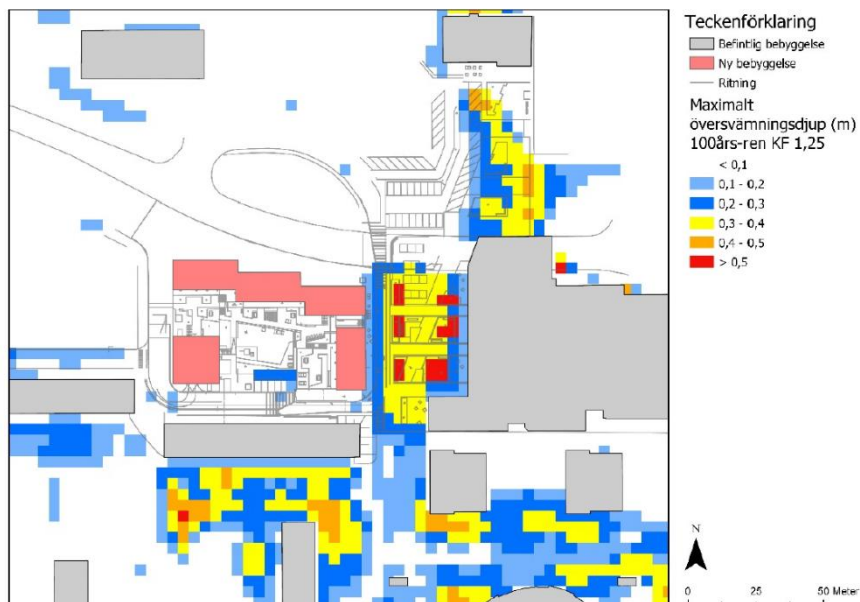 Teckenförklaring
Befintlig bebyggelse
Ny bebyggelse
Ritning
Maximalt
översvämningsdjup (m)
100års-ren KF 1,25
< 0,1
0,1 - 0,2
0,2 - 0,3
0,3 - 0,4
0,4 - 0,5
> 0,5
N
0 25 50 Meter